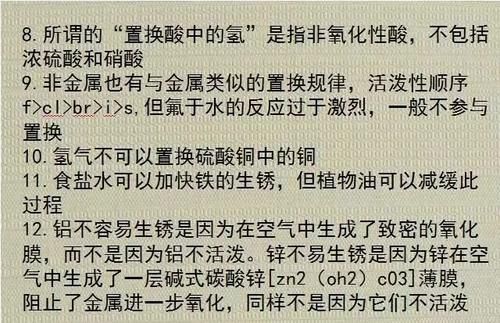 8.所谓的“置换酸中的氢”是指非氧化性酸，不包括
浓硫酸和硝酸
9.非金属也有与金属类似的置换规律，活泼性顺序
f>cl>br>i>s,但氟于水的反应过于激烈，一般不参与
置换
10.氢气不可以置换硫酸铜中的铜
11.食盐水可以加快铁的生锈，但植物油可以减缓此
过程
12.铝不容易生锈是因为在空气中生成了致密的氧化
膜，而不是因为铝不活泼。锌不易生锈是因为锌在空
气中生成了一层碱式碳酸锌[zn2（oh2）c03]薄膜，
阻止了金属进一步氧化，同样不是因为它们不活泼